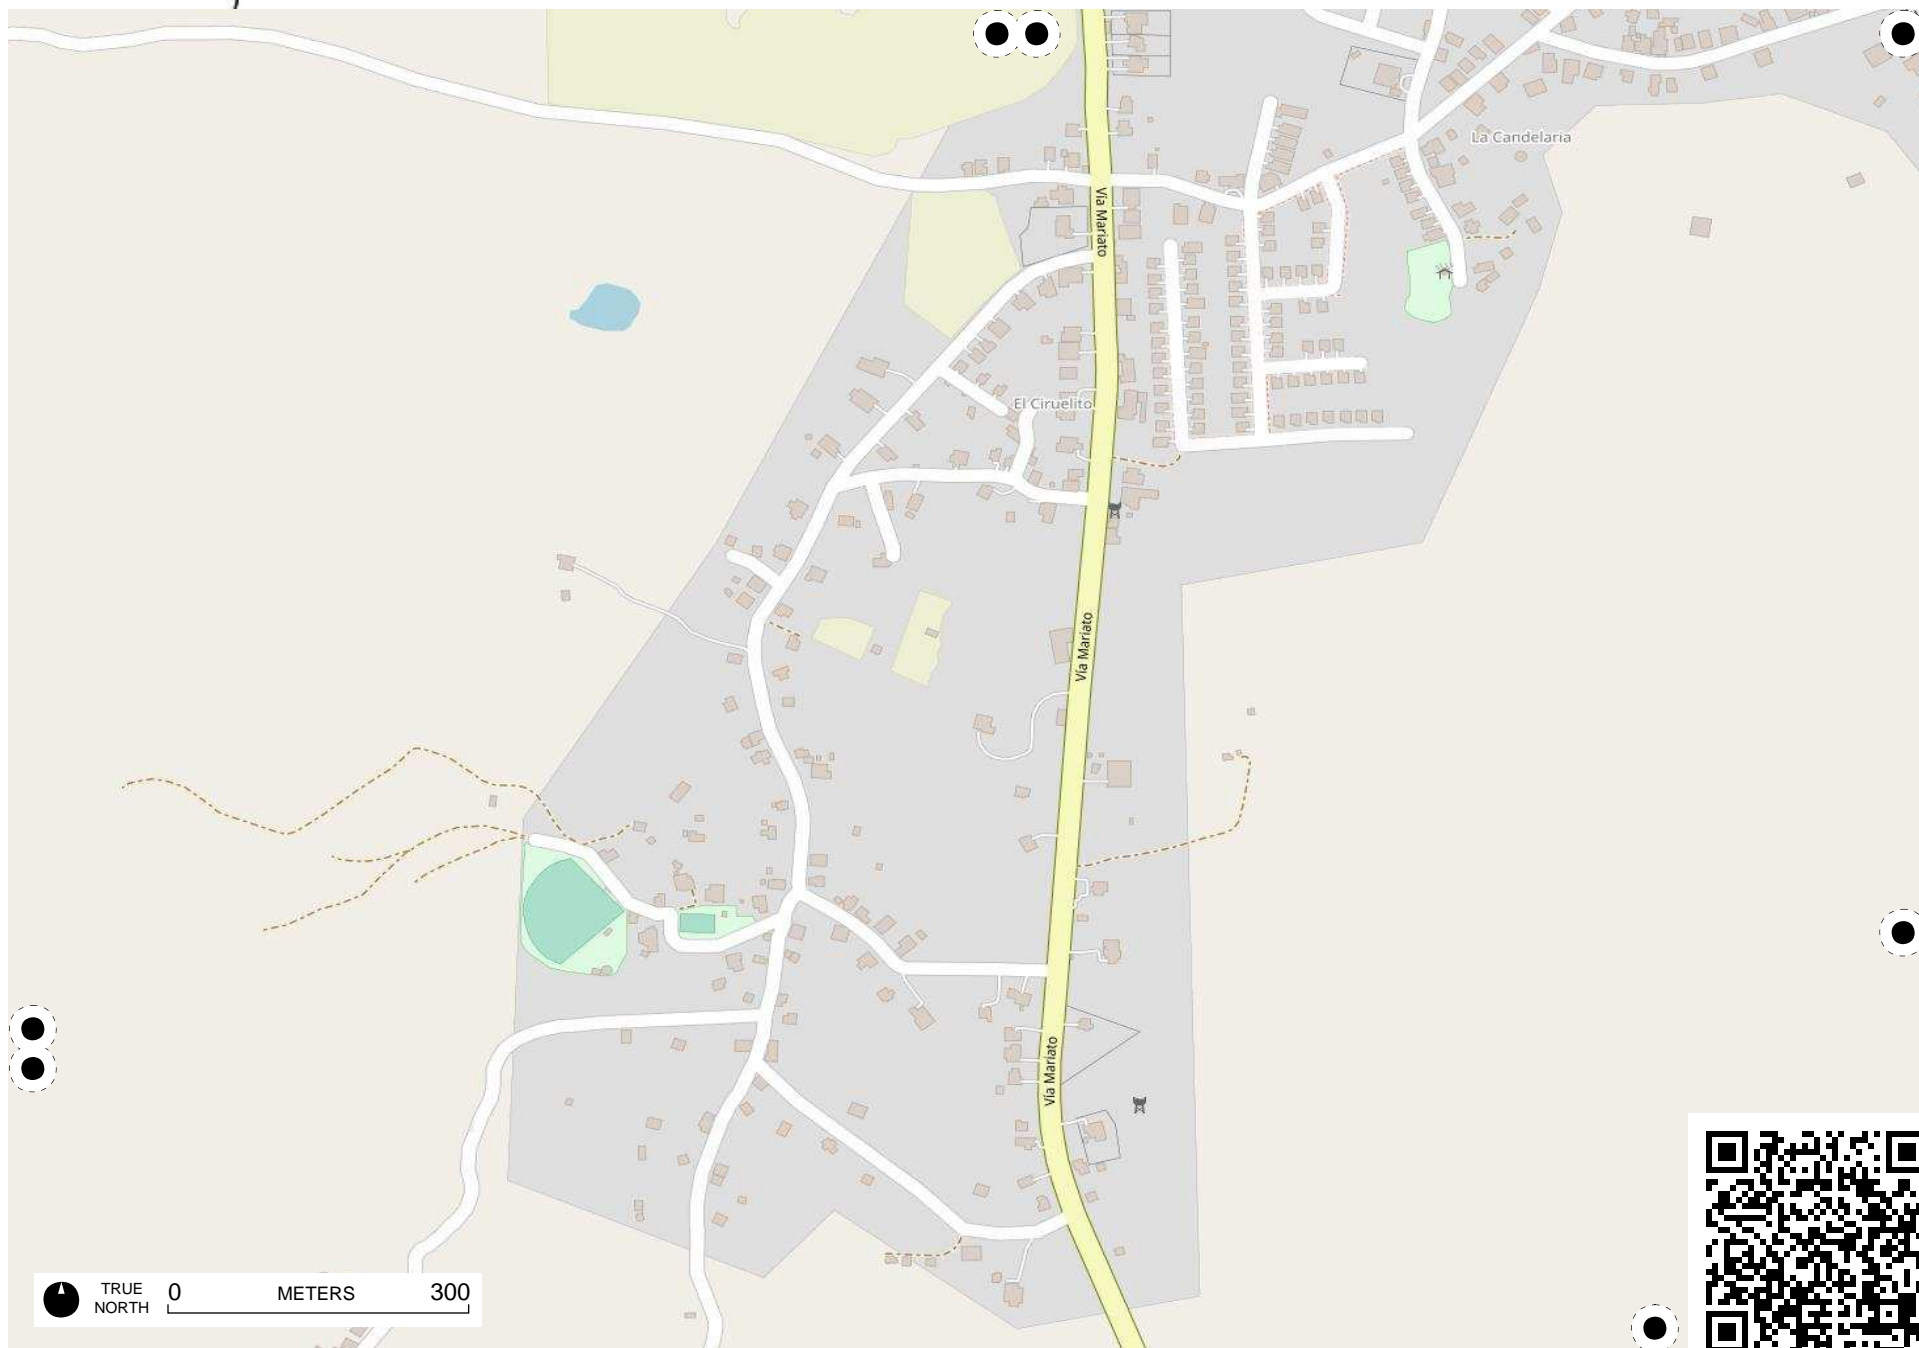 La Candelaria
Vía Mariato
El Ciruelito
Vía Mariato
Vía Mariato
TRUE
NORTH
0 METERS 300